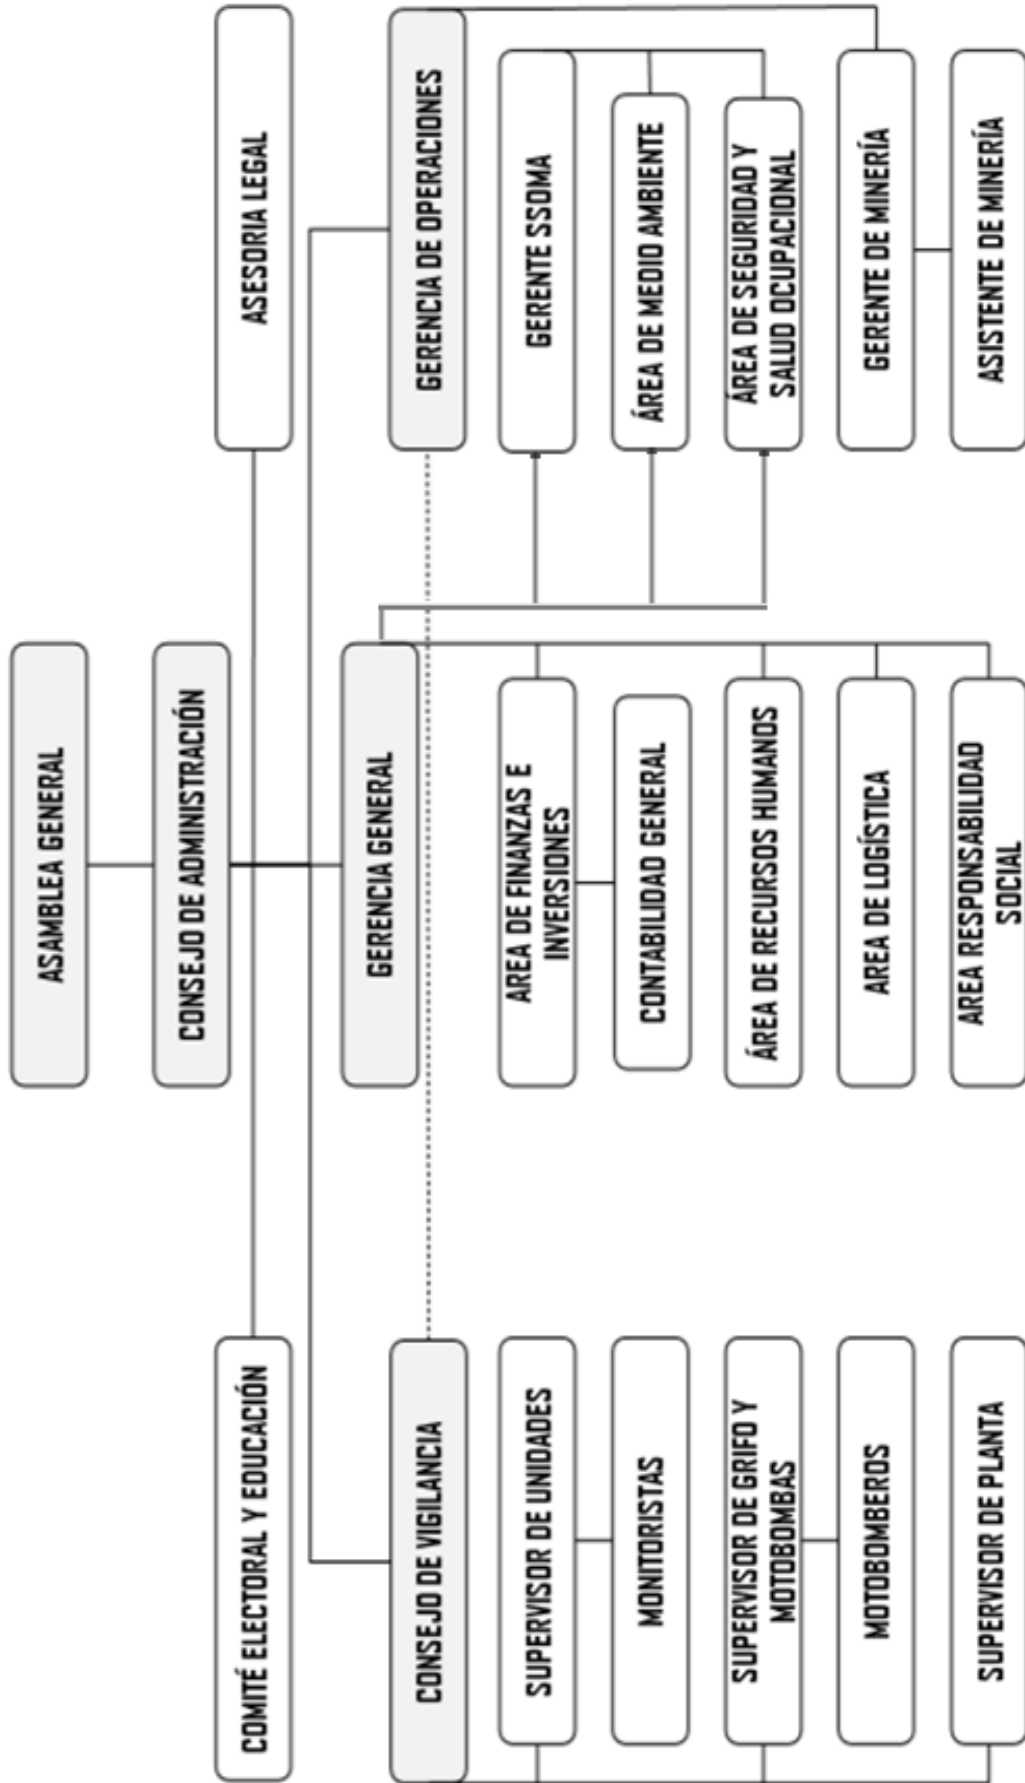 ASAMBLEA GENERAL
CONSEJO DE ADMINISTRACIÓN
COMITÉ ELECTORAL Y EDUCACIÓN
ASESORIA LEGAL
GERENCIA GENERAL
CONSEJO DE VIGILANCIA
GERENCIA DE OPERACIONES
SUPERVISOR DE UNIDADES
MONITORISTAS
SUPERVISOR DE GRIFO Y
MOTOBOMBAS
MOTOBOMBEROS
SUPERVISOR DE PLANTA
AREA DE FINANZAS E
INVERSIONES
CONTABILIDAD GENERAL
ÁREA DE RECURSOS HUMANOS
AREA DE LOGÍSTICA
AREA RESPONSABILIDAD
SOCIAL
GERENTE SSOMA
ÁREA DE MEDIO AMBIENTE
ÁREA DE SEGURIDAD Y
SALUD OCUPACIONAL
GERENTE DE MINERÍA
ASISTENTE DE MINERÍA